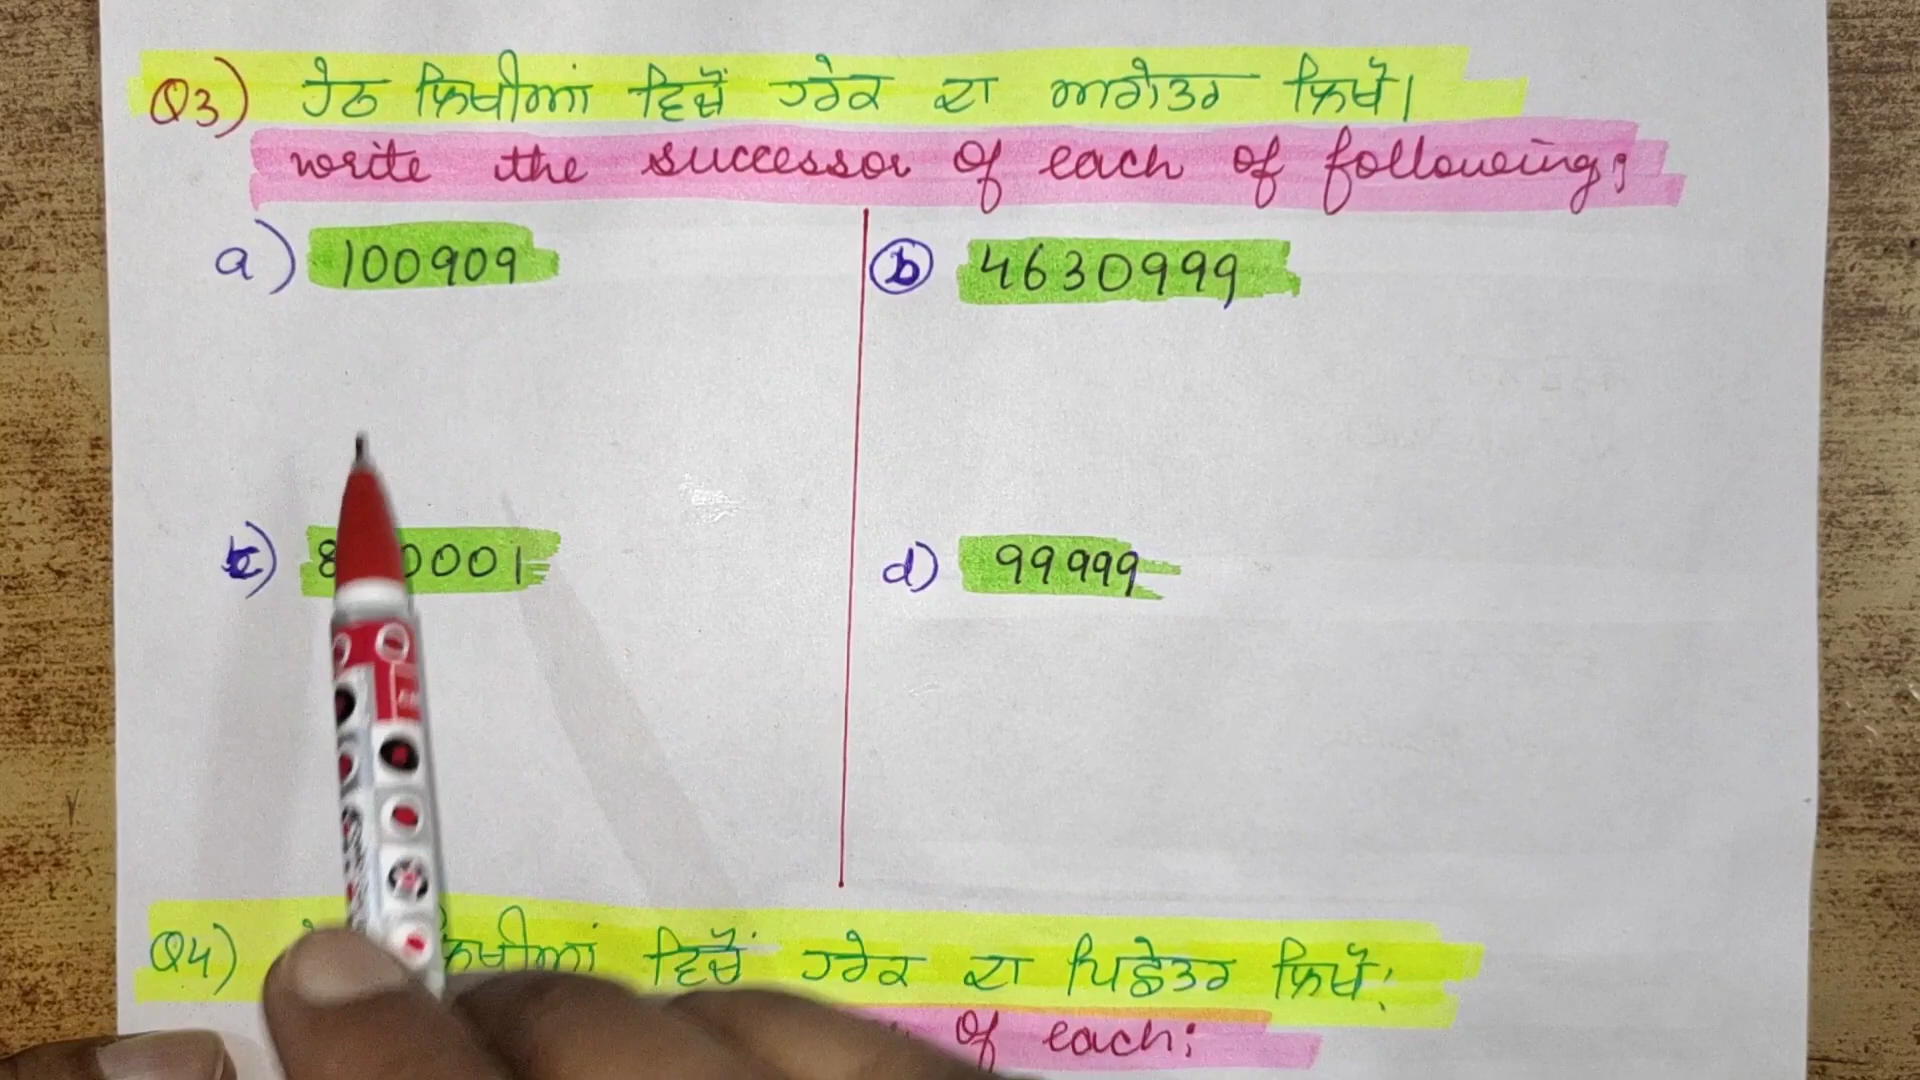 Q3) ਹੇਠ ਲਿਖੀਆਂ ਵਿਚੋਂ ਹਰੇਕ ਦਾ ਅਗੇਤਰ ਲਿਖੋ।
write the successor of each of following;
a) 100909
b 4630999
c) 8 0001
d) 99999
Q4) ਲਿਖੀਆਂ ਵਿਚੋਂ ਹਰੇਕ ਦਾ ਪਿਛੇਤਰ ਲਿਖੋ:
of each: